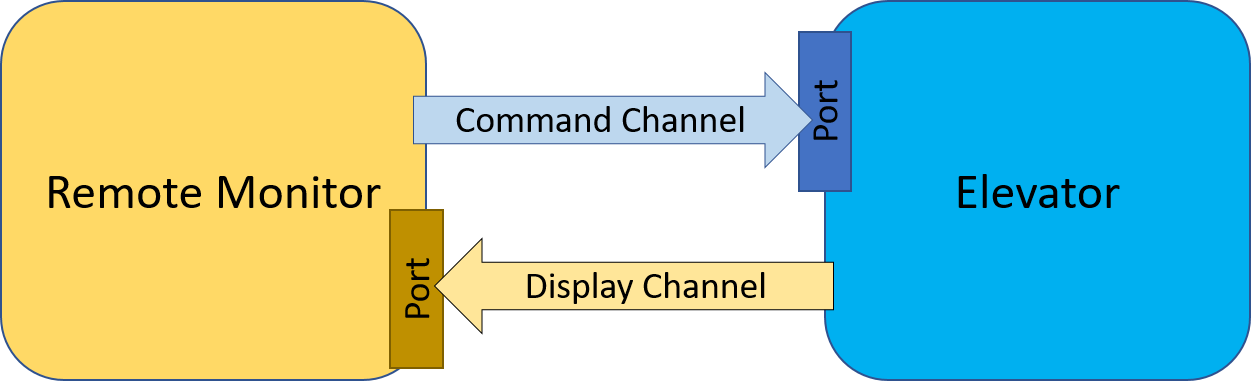 Remote Monitor
Command Channel
Port
Elevator
Port
Display Channel